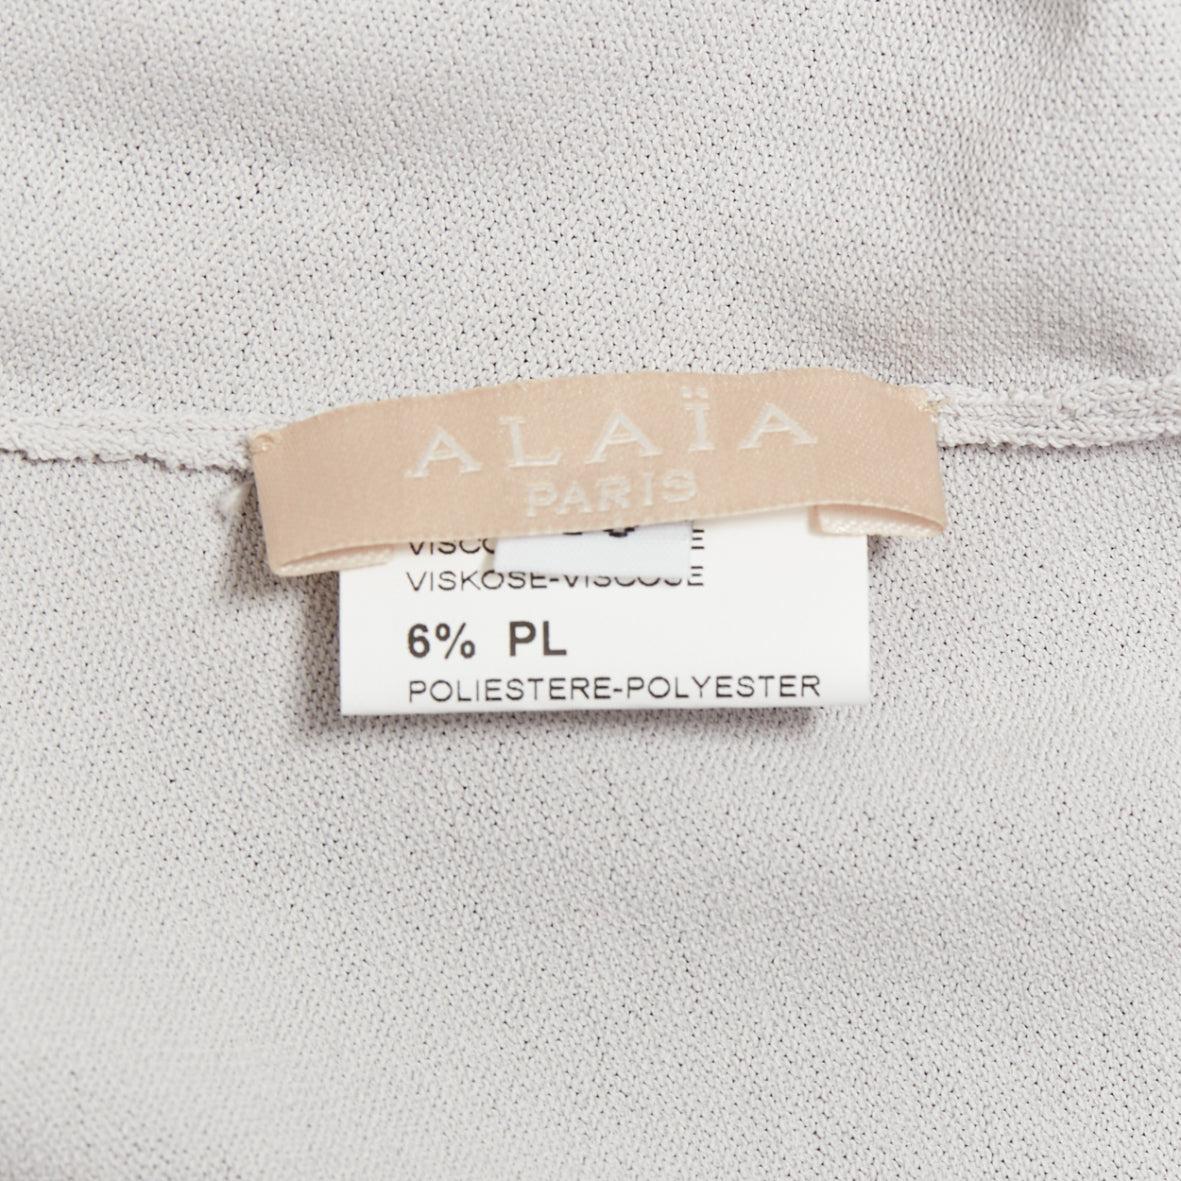 ALAÏA
PARIS
VISKOSE-VISCOSE
6% PL
POLIESTERE-POLYESTER